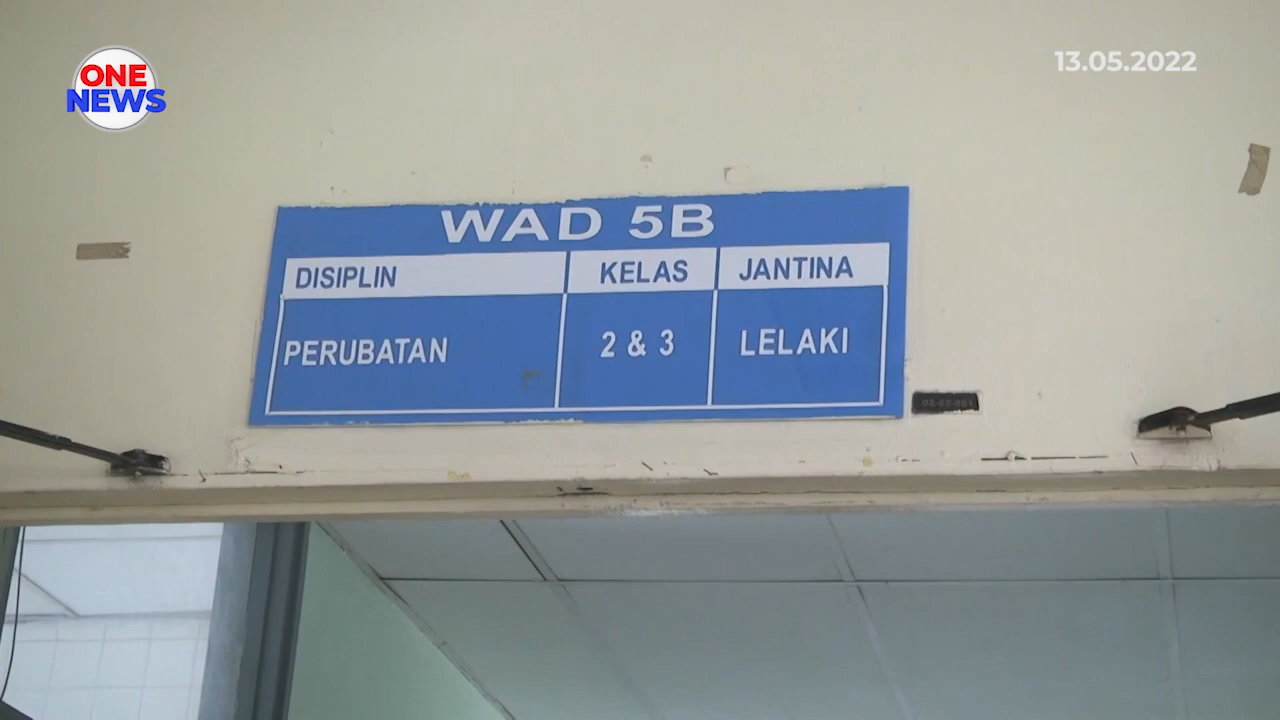 ONE
NEWS
13.05.2022
WAD 5B
DISIPLIN KELAS JANTINA
PERUBATAN 2 & 3 LELAKI